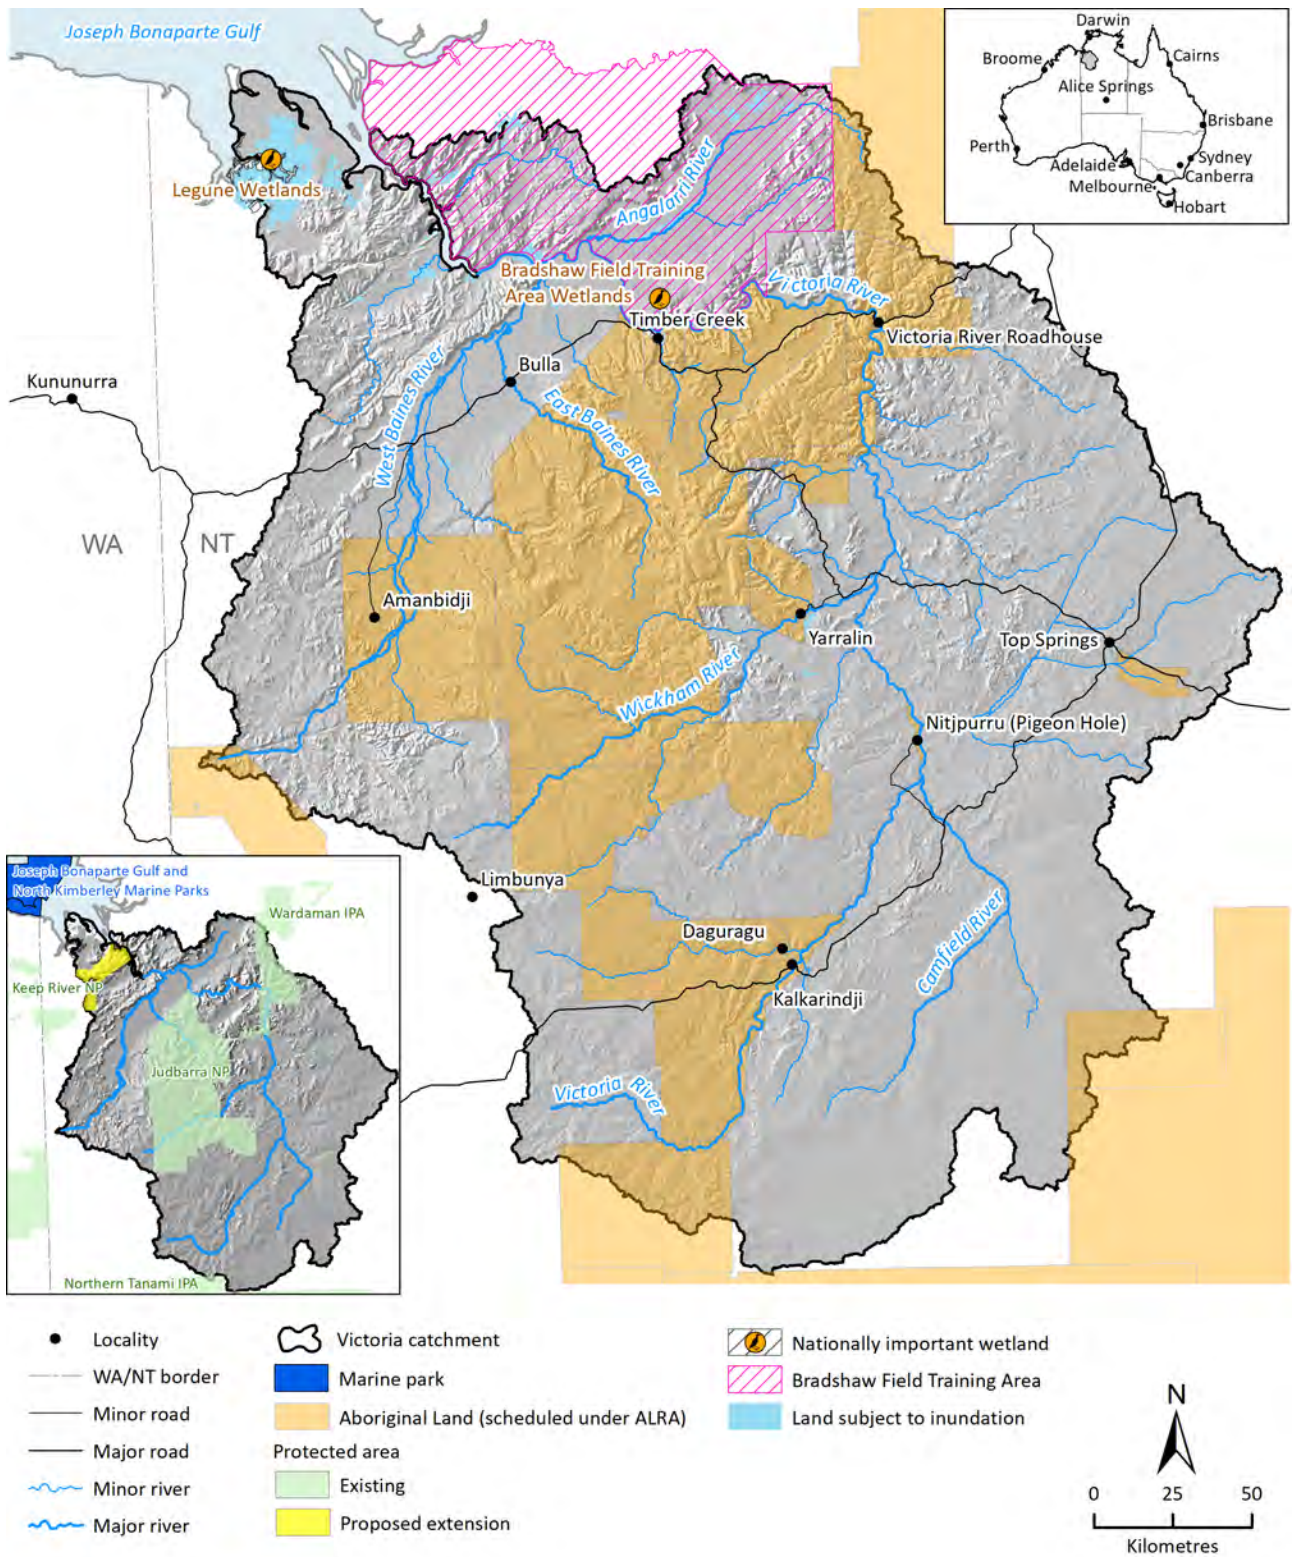 Joseph Bonaparte Gulf
Darwin
Broome
Cairns
Alice Springs
Brisbane
Perth
Adelaide
Sydney
Canberra
Melbourne
Hobart
Legune Wetlands
Angalarri River
Bradshaw Field Training
Area Wetlands
Victoria River
Timber Creek
Victoria River Roadhouse
Kununurra
Bulla
West Baines River
East Baines River
WA
NT
Amanbidji
Yarralin
Top Springs
Wickham River
Nitjpurru (Pigeon Hole)
Limbunya
Daguragu
Camfield River
Kalkarindji
Victoria River
Joseph Bonaparte Gulf and
North Kimberley Marine Parks
Wardaman IPA
Keep River NP
Judbarra NP
Northern Tanami IPA
Locality
WA/NT border
Minor road
Major road
Minor river
Major river
Victoria catchment
Marine park
Aboriginal Land (scheduled under ALRA)
Protected area
Existing
Proposed extension
Nationally important wetland
Bradshaw Field Training Area
Land subject to inundation
N
0 25 50
Kilometres